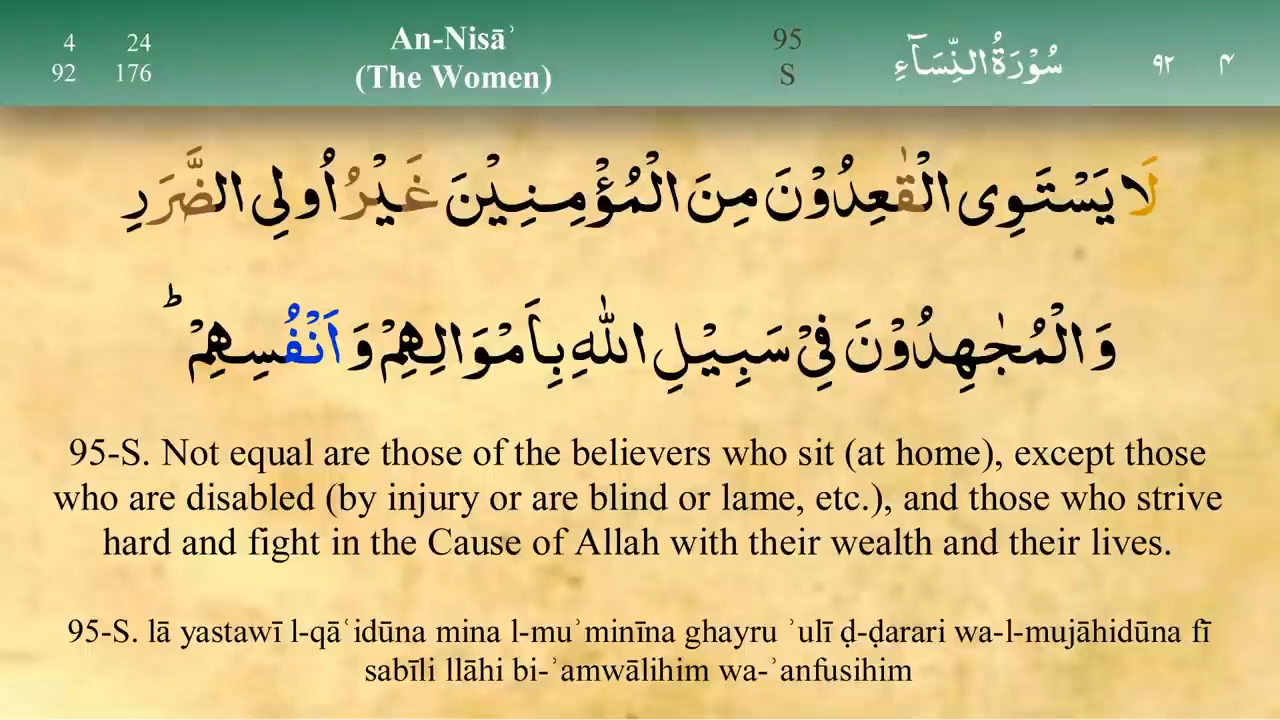 4 24 An-Nisāʾ 95 سُوْرَةُ النِّسَآءِ ٩٢ ٤
92 176 (The Women) S
لَا يَسْتَوِى الْقٰعِدُوْنَ مِنَ الْمُؤْمِنِيْنَ غَيْرُ اُولِى الضَّرَرِ
وَالْمُجٰهِدُوْنَ فِىْ سَبِيْلِ اللّٰهِ بِاَمْوَالِهِمْ وَ اَنْفُسِهِمْ ؕ
95-S. Not equal are those of the believers who sit (at home), except those
who are disabled (by injury or are blind or lame, etc.), and those who strive
hard and fight in the Cause of Allah with their wealth and their lives.
95-S. lā yastawī l-qāʿidūna mina l-muʾminīna ghayru ʾulī ḍ-ḍarari wa-l-mujāhidūna fī
sabīli llāhi bi-ʾamwālihim wa-ʾanfusihim